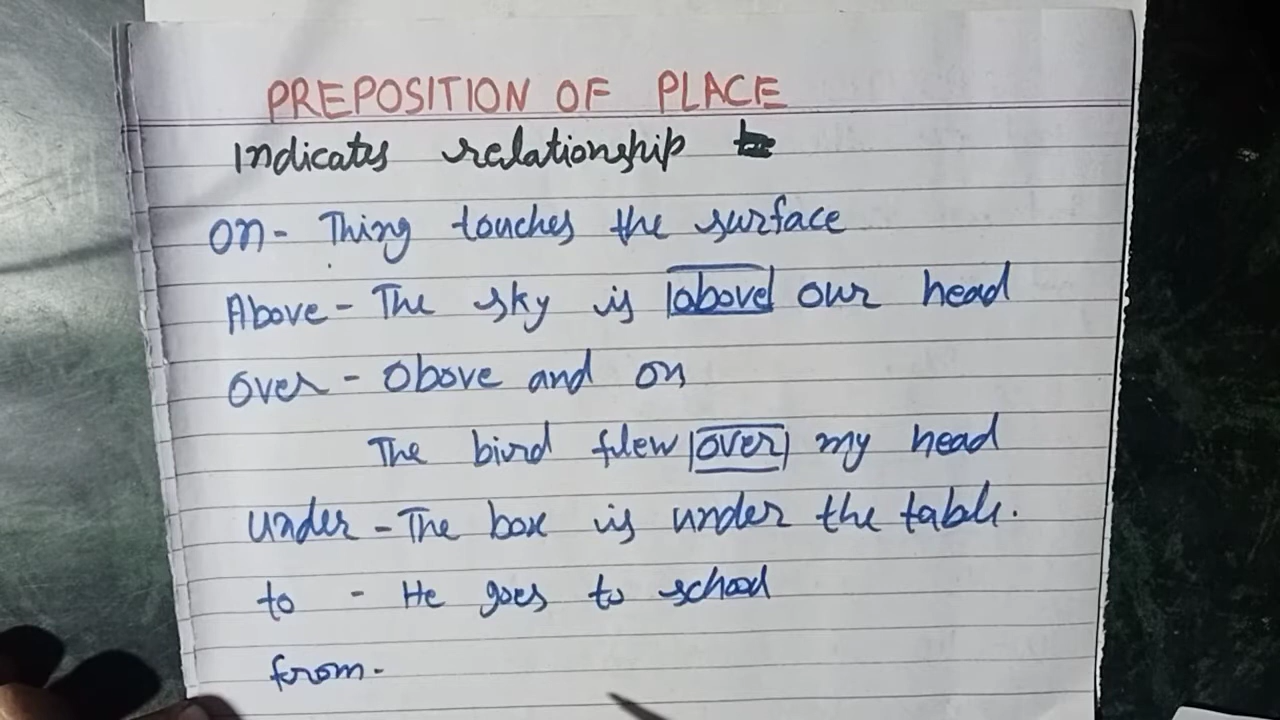 PREPOSITION OF PLACE
Indicates relationship
On - Thing touches the surface
Above - The sky is above our head
Over - Above and on
The bird flew over my head
Under - The box is under the table.
to - He goes to school
from -